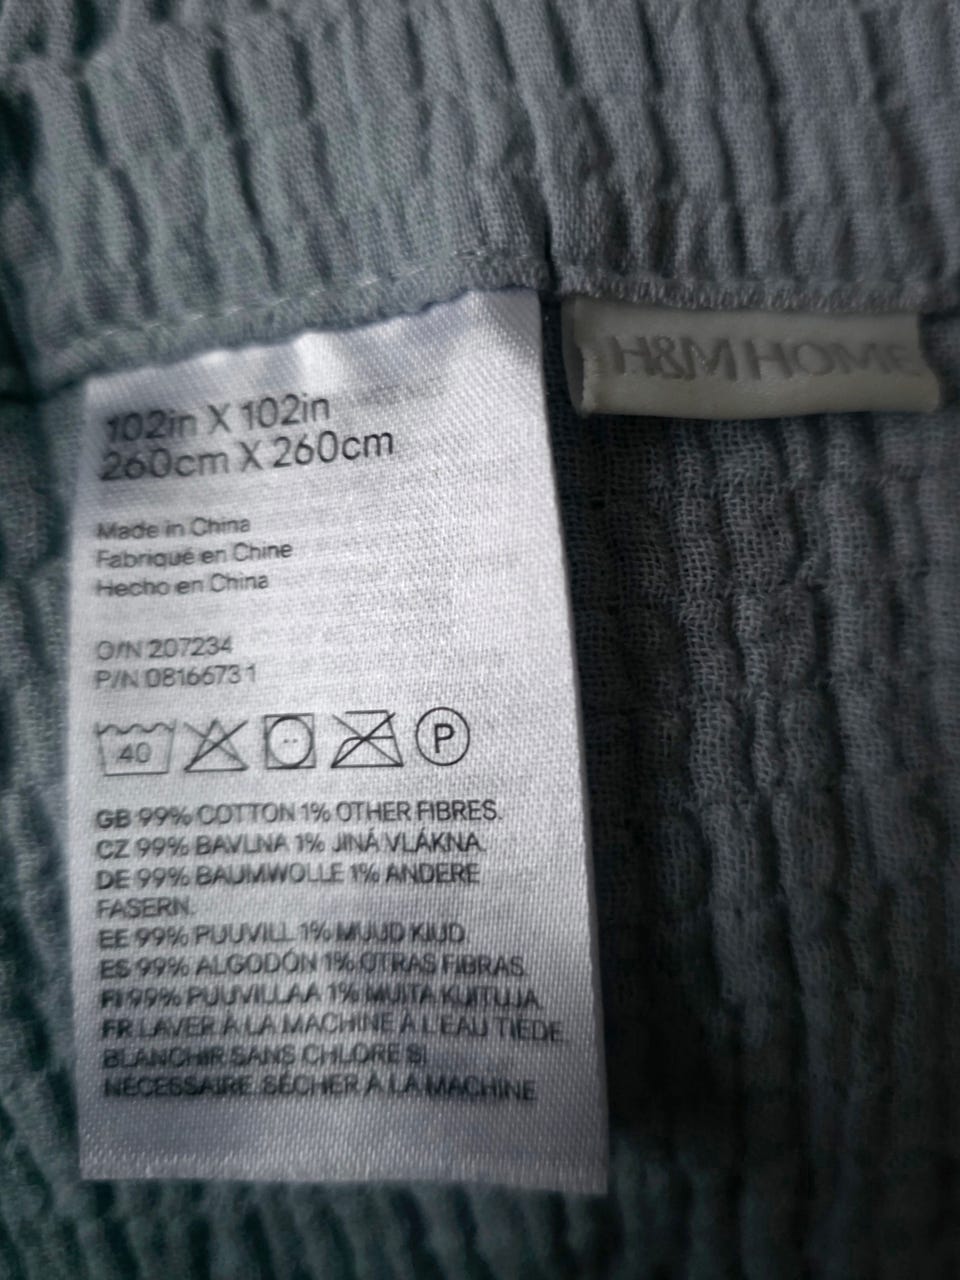 102in X 102in
260cm X 260cm
H&M HOME
Made in China
Fabriqué en Chine
Hecho en China
O/N 207234
P/N 08166731
40
P
GB 99% COTTON 1% OTHER FIBRES.
CZ 99% BAVLNA 1% JINÁ VLÁKNA.
DE 99% BAUMWOLLE 1% ANDERE
FASERN.
EE 99% PUUVILL 1% MUUD KIUD.
ES 99% ALGODÓN 1% OTRAS FIBRAS.
FI 99% PUUVILLAA 1% MUITA KUITUJA.
FR LAVER À LA MACHINE À L'EAU TIÈDE.
BLANCHIR SANS CHLORE SI
NÉCESSAIRE. SÉCHER À LA MACHINE